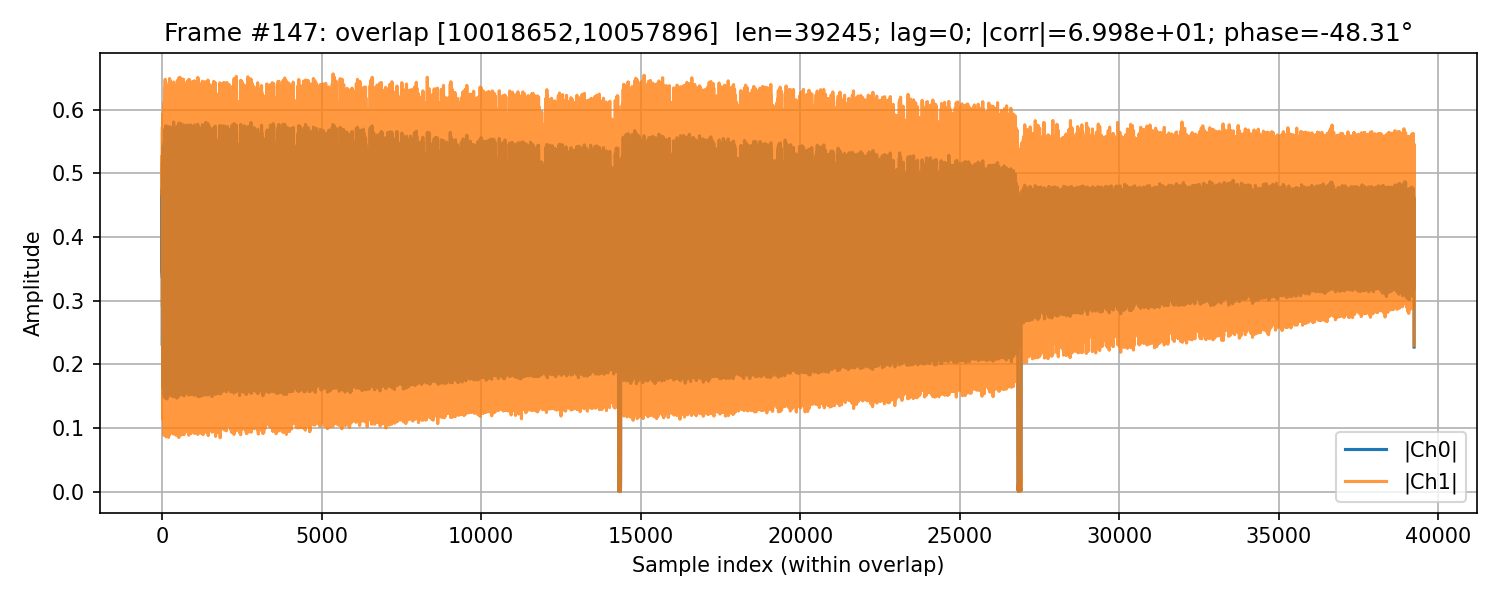 Frame #147: overlap [10018652,10057896]  len=39245; lag=0; |corr|=6.998e+01; phase=-48.31°
Amplitude
0.6
0.5
0.4
0.3
0.2
0.1
0.0
|Ch0|
|Ch1|
0 5000 10000 15000 20000 25000 30000 35000 40000
Sample index (within overlap)